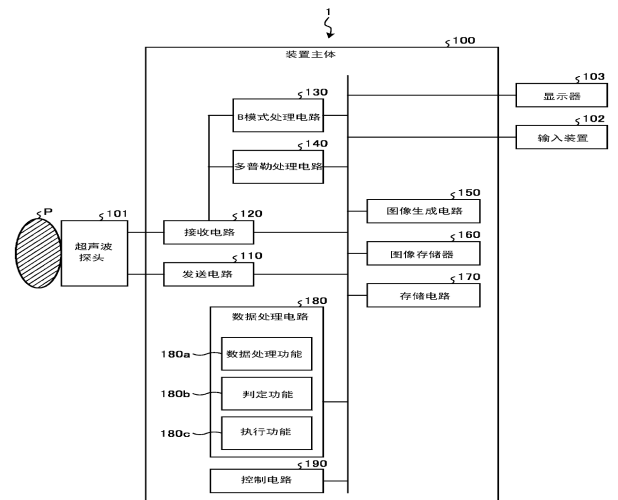 1
100
装置主体
130
B模式处理电路
103
显示器
140
多普勒处理电路
102
输入装置
P
101
超声波
探头
120
接收电路
150
图像生成电路
110
发送电路
160
图像存储器
170
存储电路
180
数据处理电路
180a
数据处理功能
180b
判定功能
180c
执行功能
190
控制电路